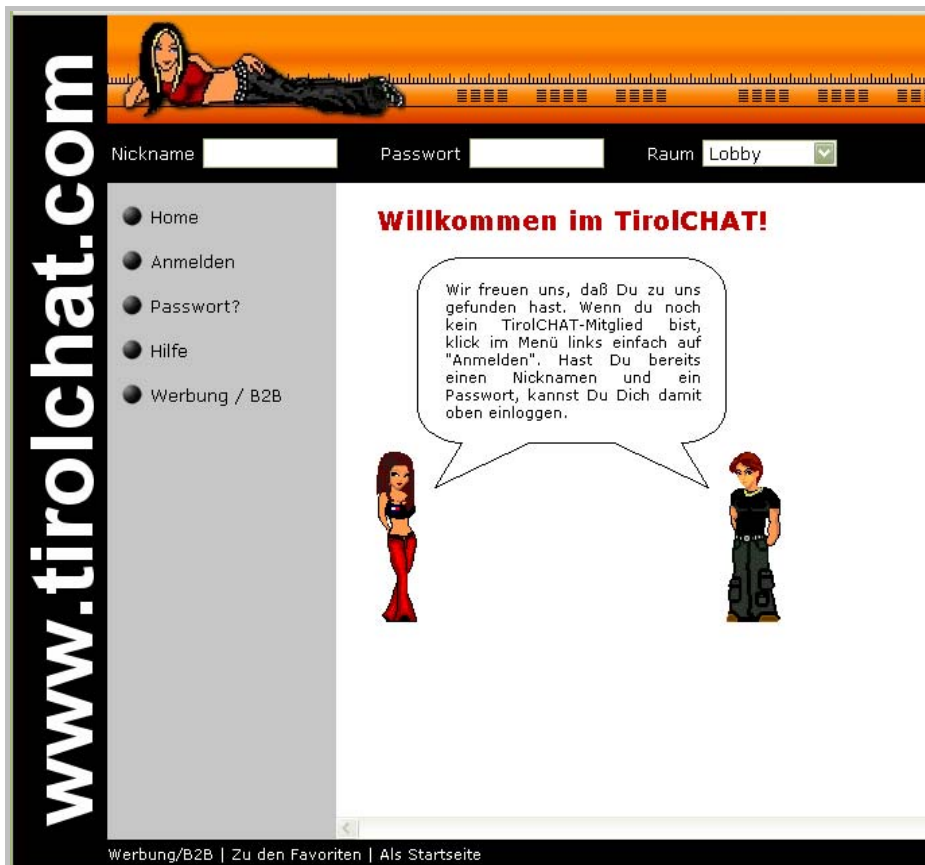 www.tirolchat.com
Nickname Passwort Raum Lobby
Home
Anmelden
Passwort?
Hilfe
Werbung / B2B
Willkommen im TirolCHAT!
Wir freuen uns, daß Du zu uns
gefunden hast. Wenn du noch
kein TirolCHAT-Mitglied bist,
klick im Menü links einfach auf
"Anmelden". Hast Du bereits
einen Nicknamen und ein
Passwort, kannst Du Dich damit
oben einloggen.
Werbung/B2B | Zu den Favoriten | Als Startseite